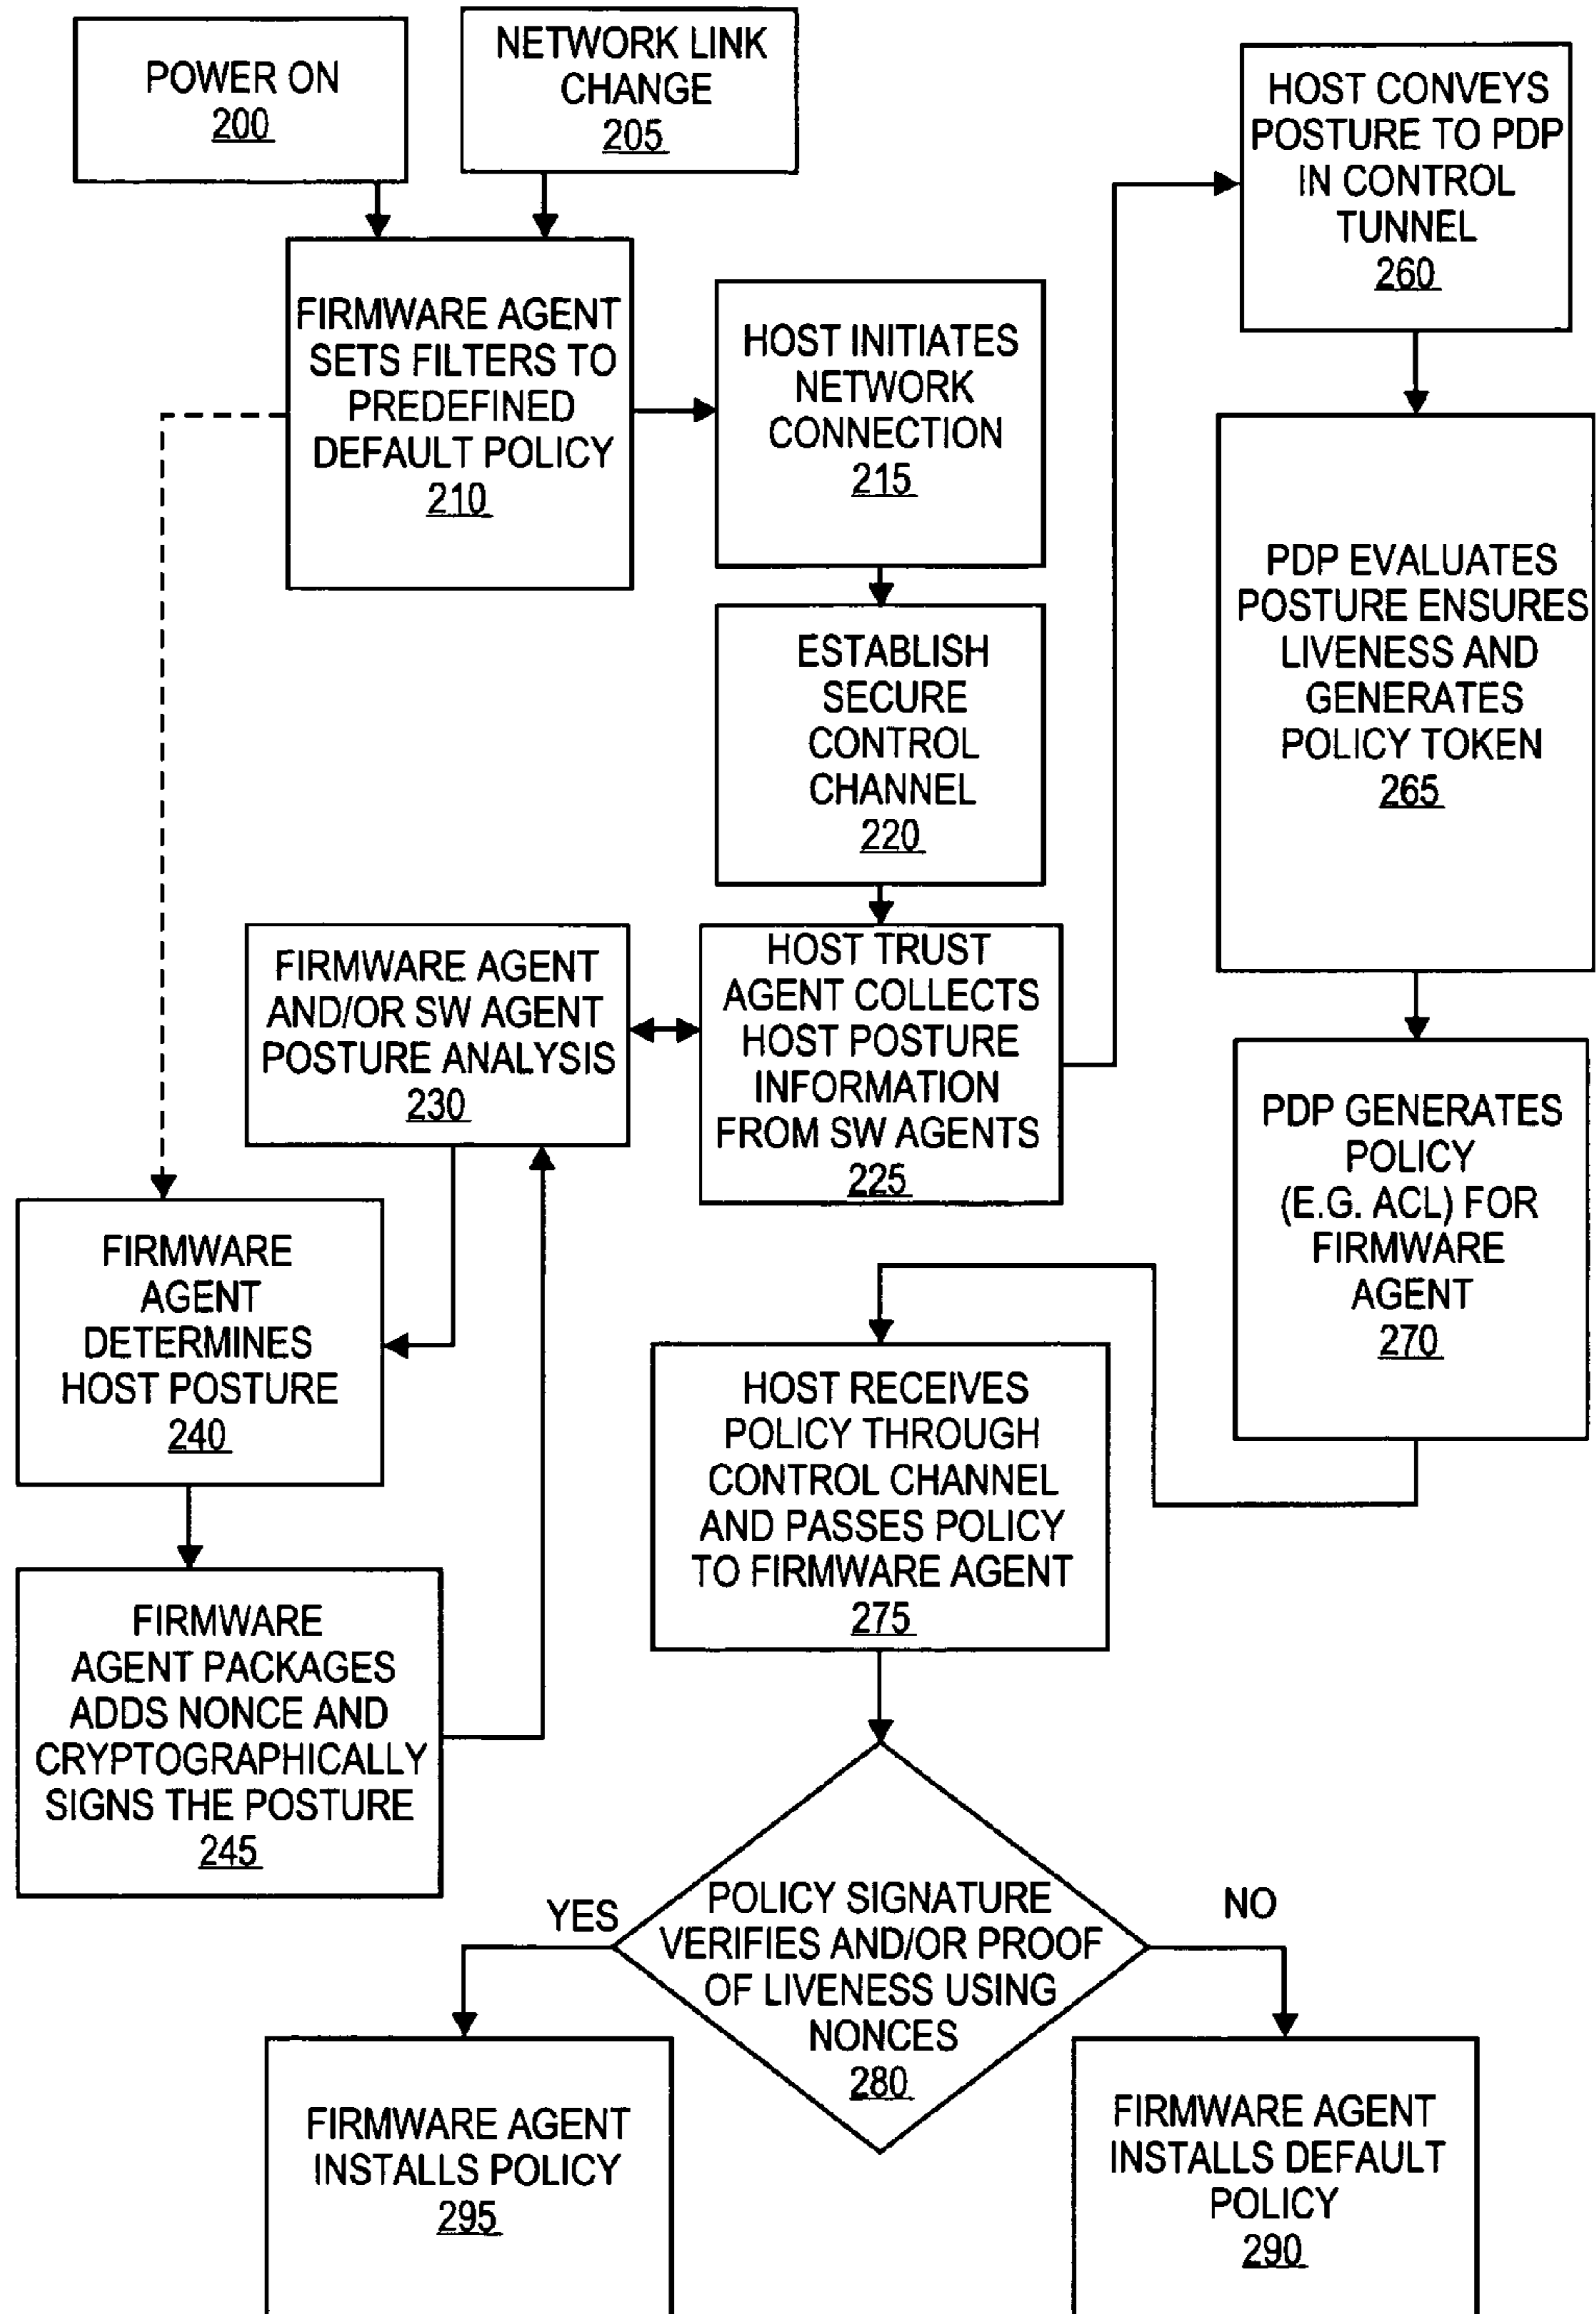 POWER ON
200
NETWORK LINK
CHANGE
205
FIRMWARE AGENT
SETS FILTERS TO
PREDEFINED
DEFAULT POLICY
210
HOST INITIATES
NETWORK
CONNECTION
215
ESTABLISH
SECURE
CONTROL
CHANNEL
220
HOST TRUST
AGENT COLLECTS
HOST POSTURE
INFORMATION
FROM SW AGENTS
225
FIRMWARE AGENT
AND/OR SW AGENT
POSTURE ANALYSIS
230
FIRMWARE
AGENT
DETERMINES
HOST POSTURE
240
FIRMWARE
AGENT PACKAGES
ADDS NONCE AND
CRYPTOGRAPHICALLY
SIGNS THE POSTURE
245
HOST CONVEYS
POSTURE TO PDP
IN CONTROL
TUNNEL
260
PDP EVALUATES
POSTURE ENSURES
LIVENESS AND
GENERATES
POLICY TOKEN
265
PDP GENERATES
POLICY
(E.G. ACL) FOR
FIRMWARE
AGENT
270
HOST RECEIVES
POLICY THROUGH
CONTROL CHANNEL
AND PASSES POLICY
TO FIRMWARE AGENT
275
POLICY SIGNATURE
VERIFIES AND/OR PROOF
OF LIVENESS USING
NONCES
280
YES
NO
FIRMWARE AGENT
INSTALLS POLICY
295
FIRMWARE AGENT
INSTALLS DEFAULT
POLICY
290